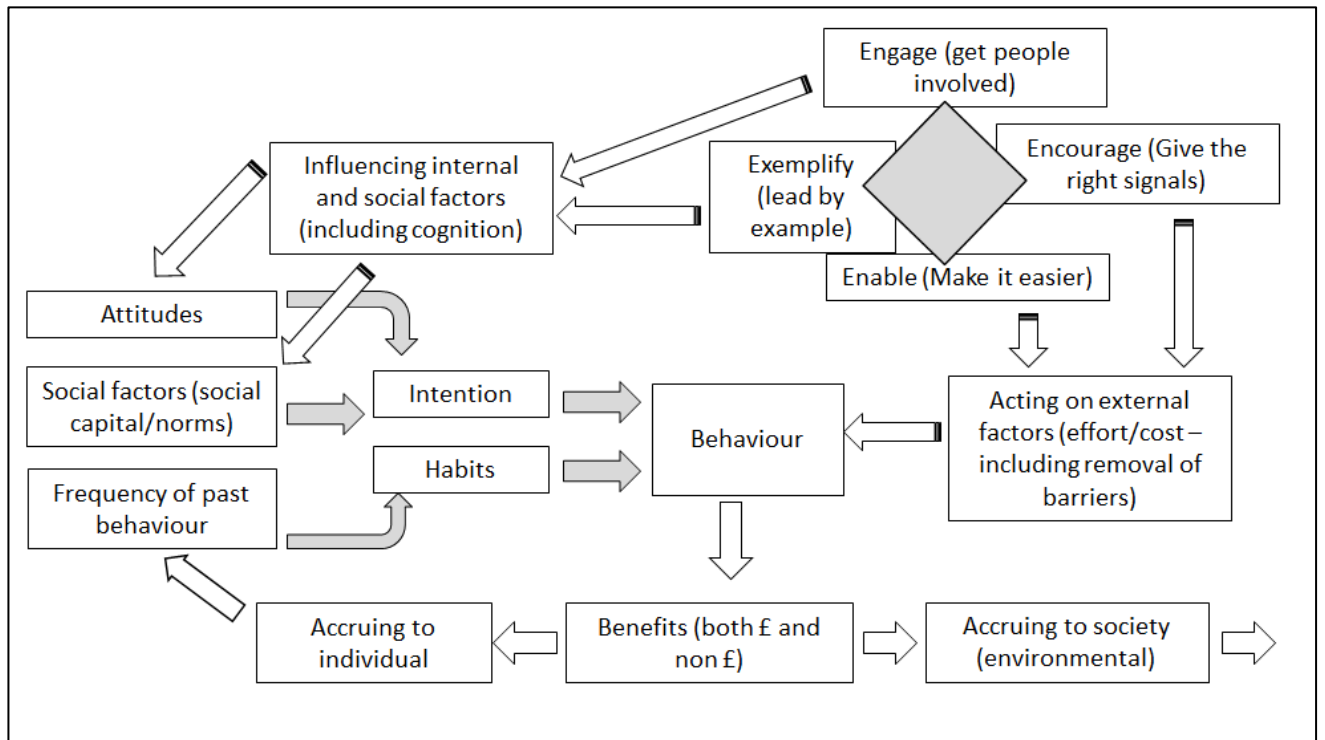 Engage (get people
involved)
Encourage (Give the
right signals)
Exemplify
(lead by
example)
Enable (Make it easier)
Influencing internal
and social factors
(including cognition)
Attitudes
Social factors (social
capital/norms)
Frequency of past
behaviour
Intention
Habits
Behaviour
Acting on external
factors (effort/cost –
including removal of
barriers)
Accruing to
individual
Benefits (both £ and
non £)
Accruing to society
(environmental)